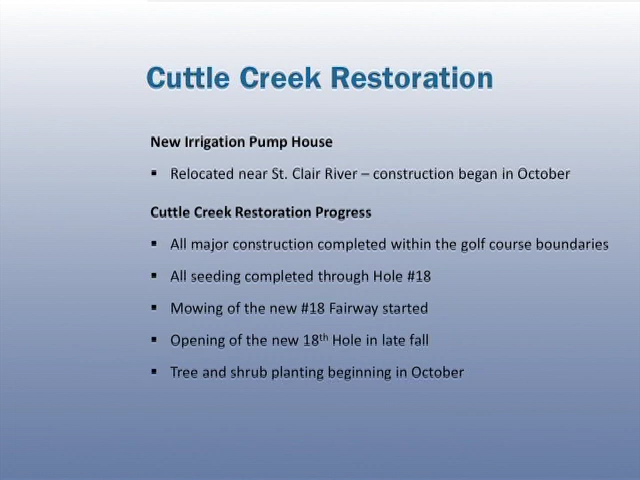 Cuttle Creek Restoration
New Irrigation Pump House
▪ Relocated near St. Clair River – construction began in October
Cuttle Creek Restoration Progress
▪ All major construction completed within the golf course boundaries
▪ All seeding completed through Hole #18
▪ Mowing of the new #18 Fairway started
▪ Opening of the new 18th Hole in late fall
▪ Tree and shrub planting beginning in October